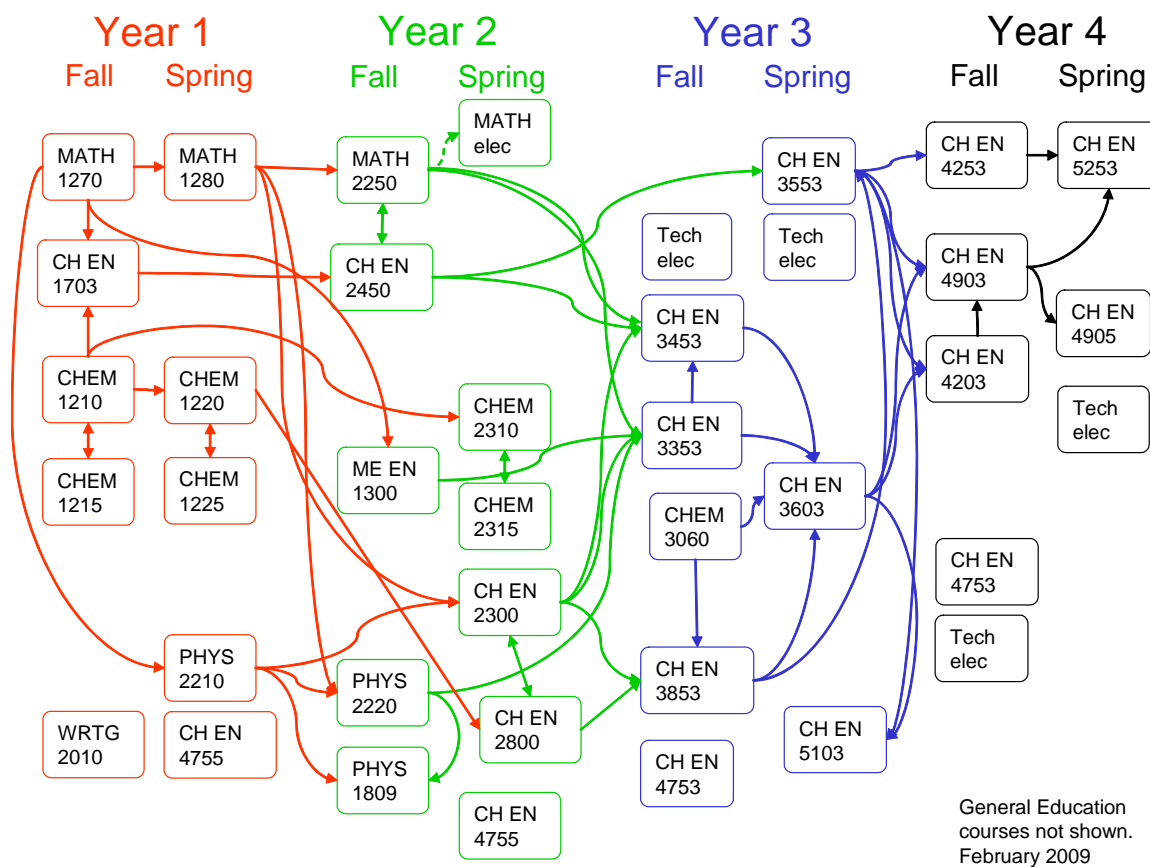 Year 1
Year 2
Year 3
Year 4
Fall
Spring
Fall
Spring
Fall
Spring
Fall
Spring
MATH
1270
MATH
1280
CH EN
1703
CHEM
1210
CHEM
1220
CHEM
1215
CHEM
1225
PHYS
2210
WRTG
2010
CH EN
4755
MATH
2250
MATH
elec
CH EN
2450
CHEM
2310
ME EN
1300
CHEM
2315
CH EN
2300
PHYS
2220
CH EN
2800
PHYS
1809
CH EN
4755
CH EN
3553
Tech
elec
Tech
elec
CH EN
3453
CH EN
3353
CH EN
3603
CHEM
3060
CH EN
3853
CH EN
5103
CH EN
4753
CH EN
4253
CH EN
5253
CH EN
4903
CH EN
4905
CH EN
4203
Tech
elec
CH EN
4753
Tech
elec
General Education
courses not shown.
February 2009